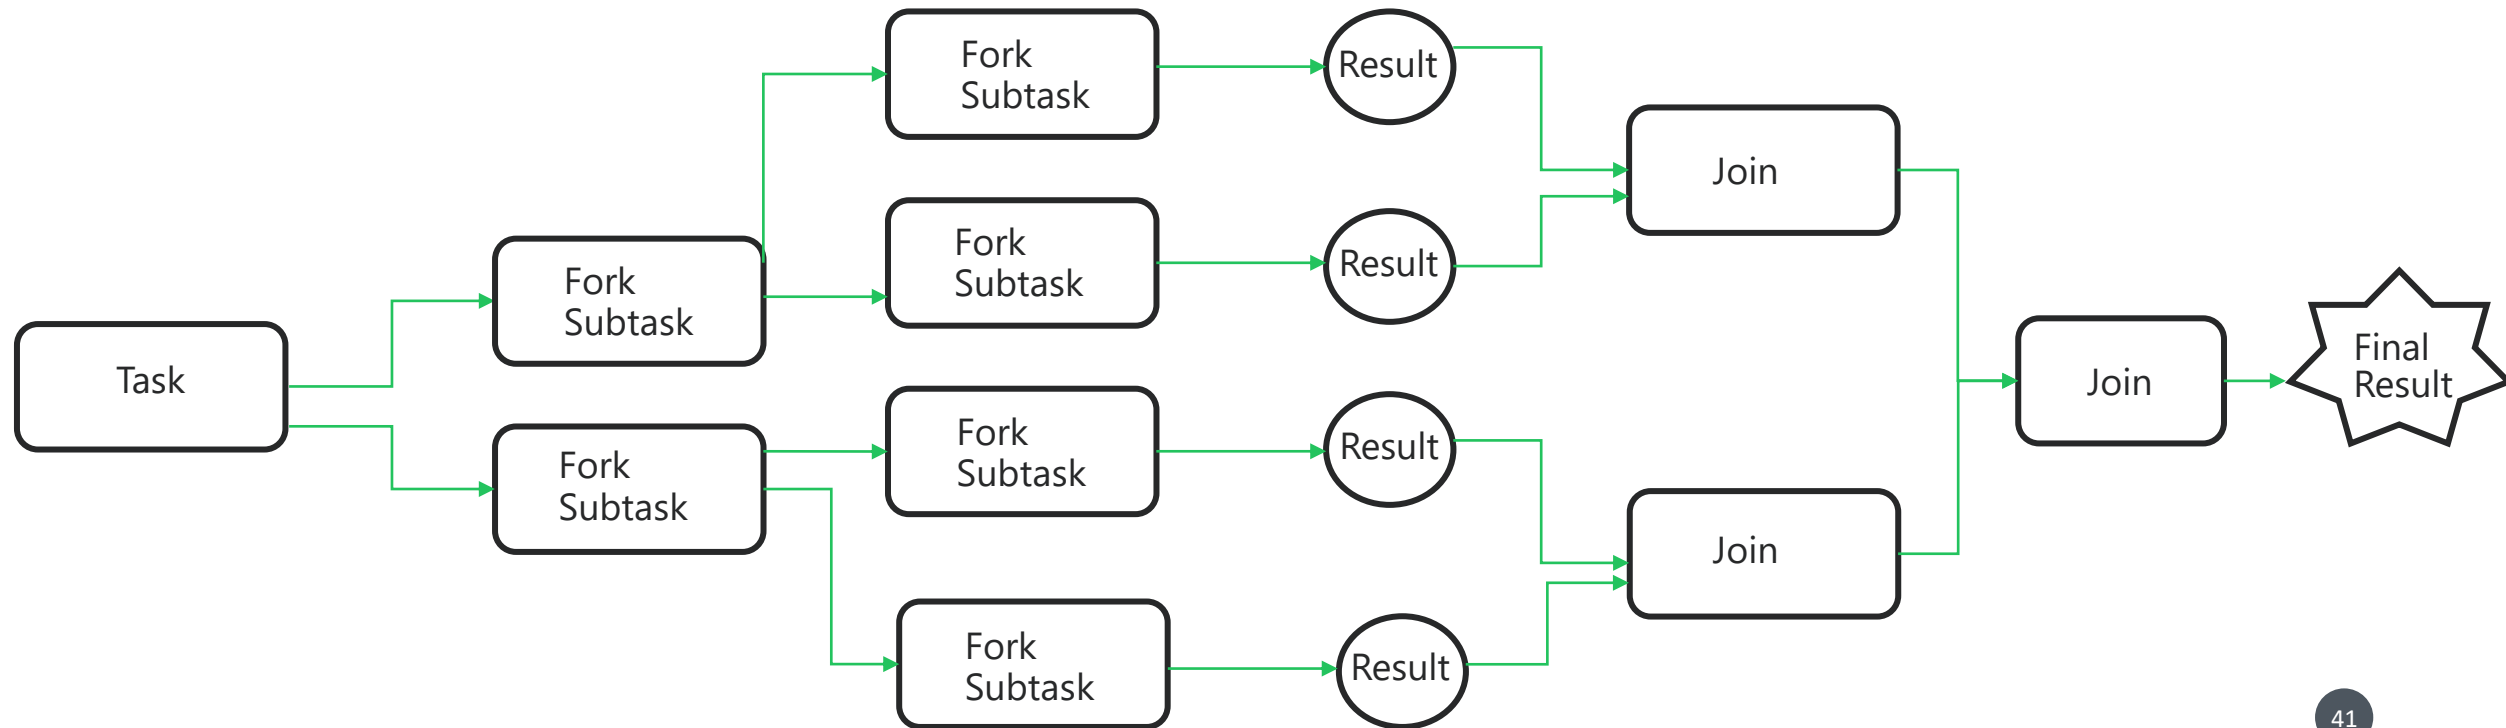 Task
Fork
Subtask
Fork
Subtask
Fork
Subtask
Fork
Subtask
Fork
Subtask
Fork
Subtask
Result
Result
Result
Result
Join
Join
Join
Final
Result
41